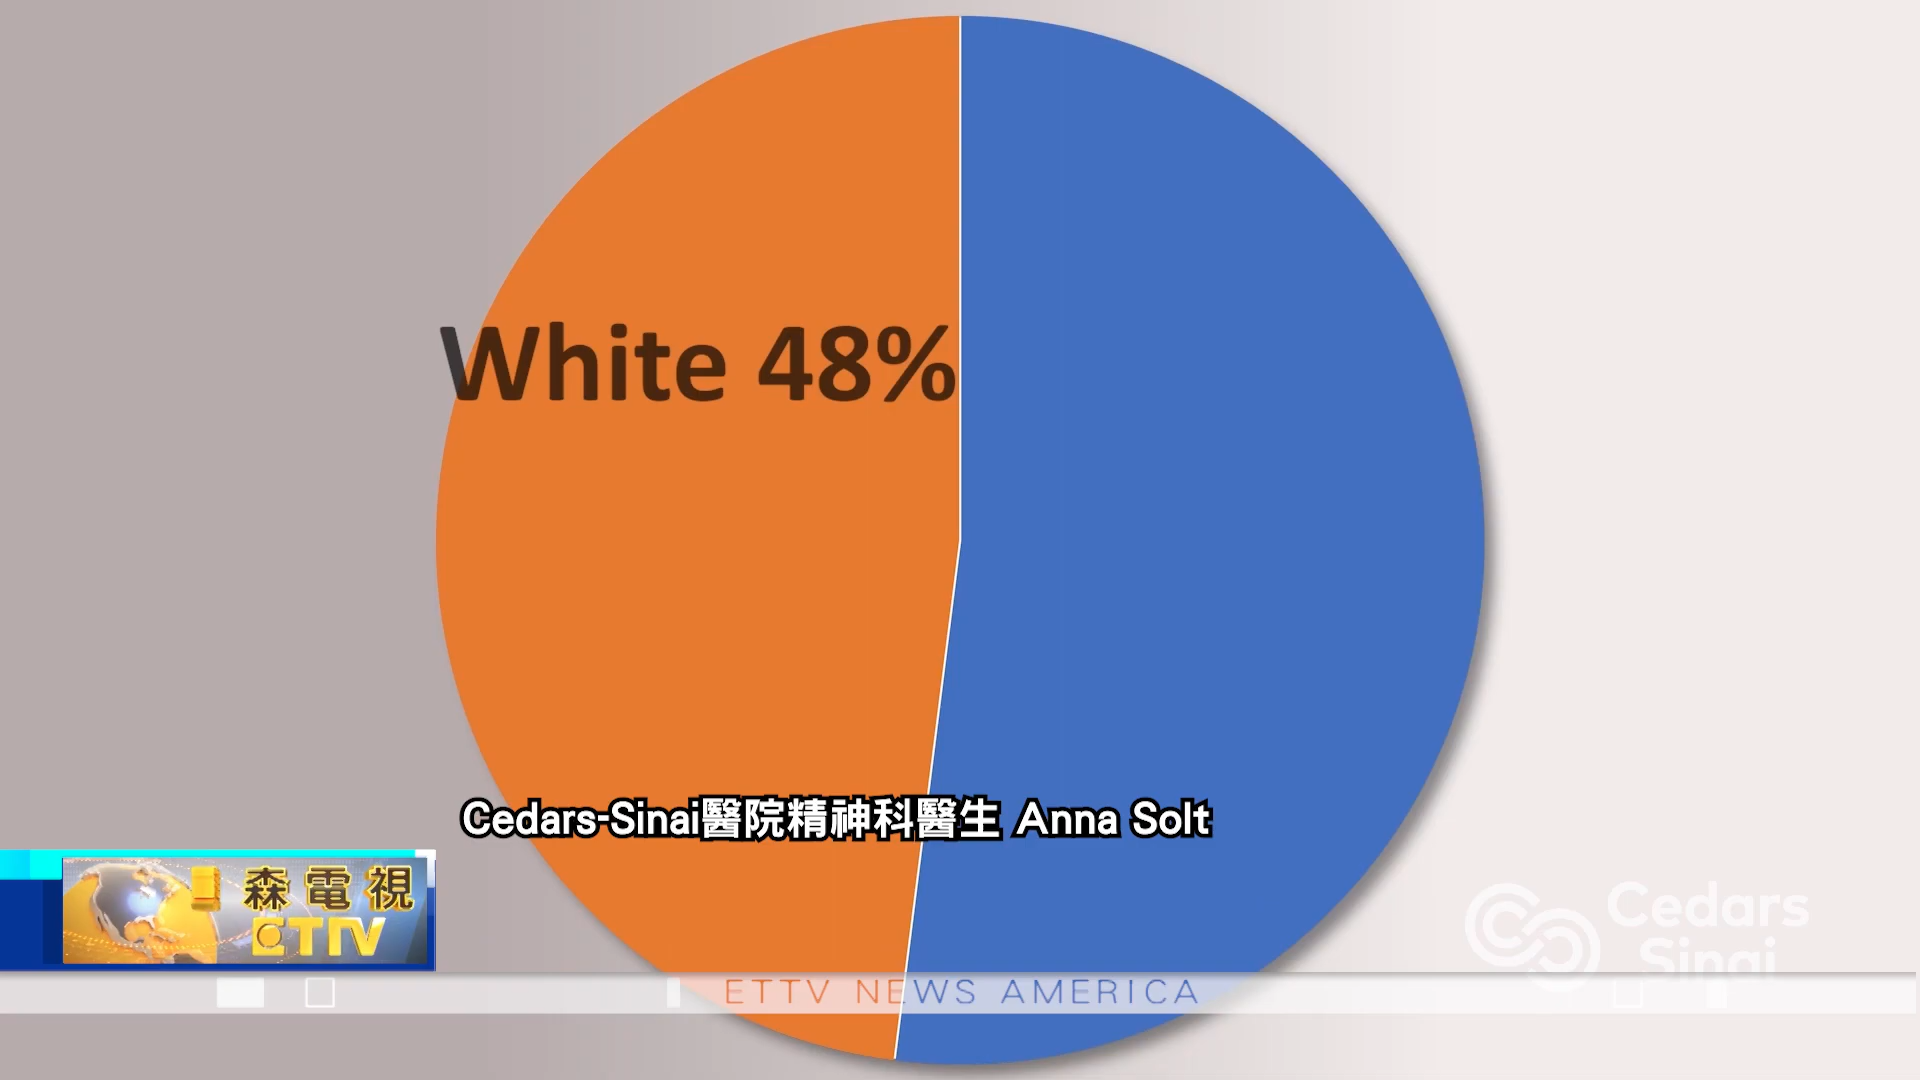 White 48%
Cedars-Sinai醫院精神科醫生 Anna Solt
森電視
ETTV
Cedars
Sinai
ETTV NEWS AMERICA